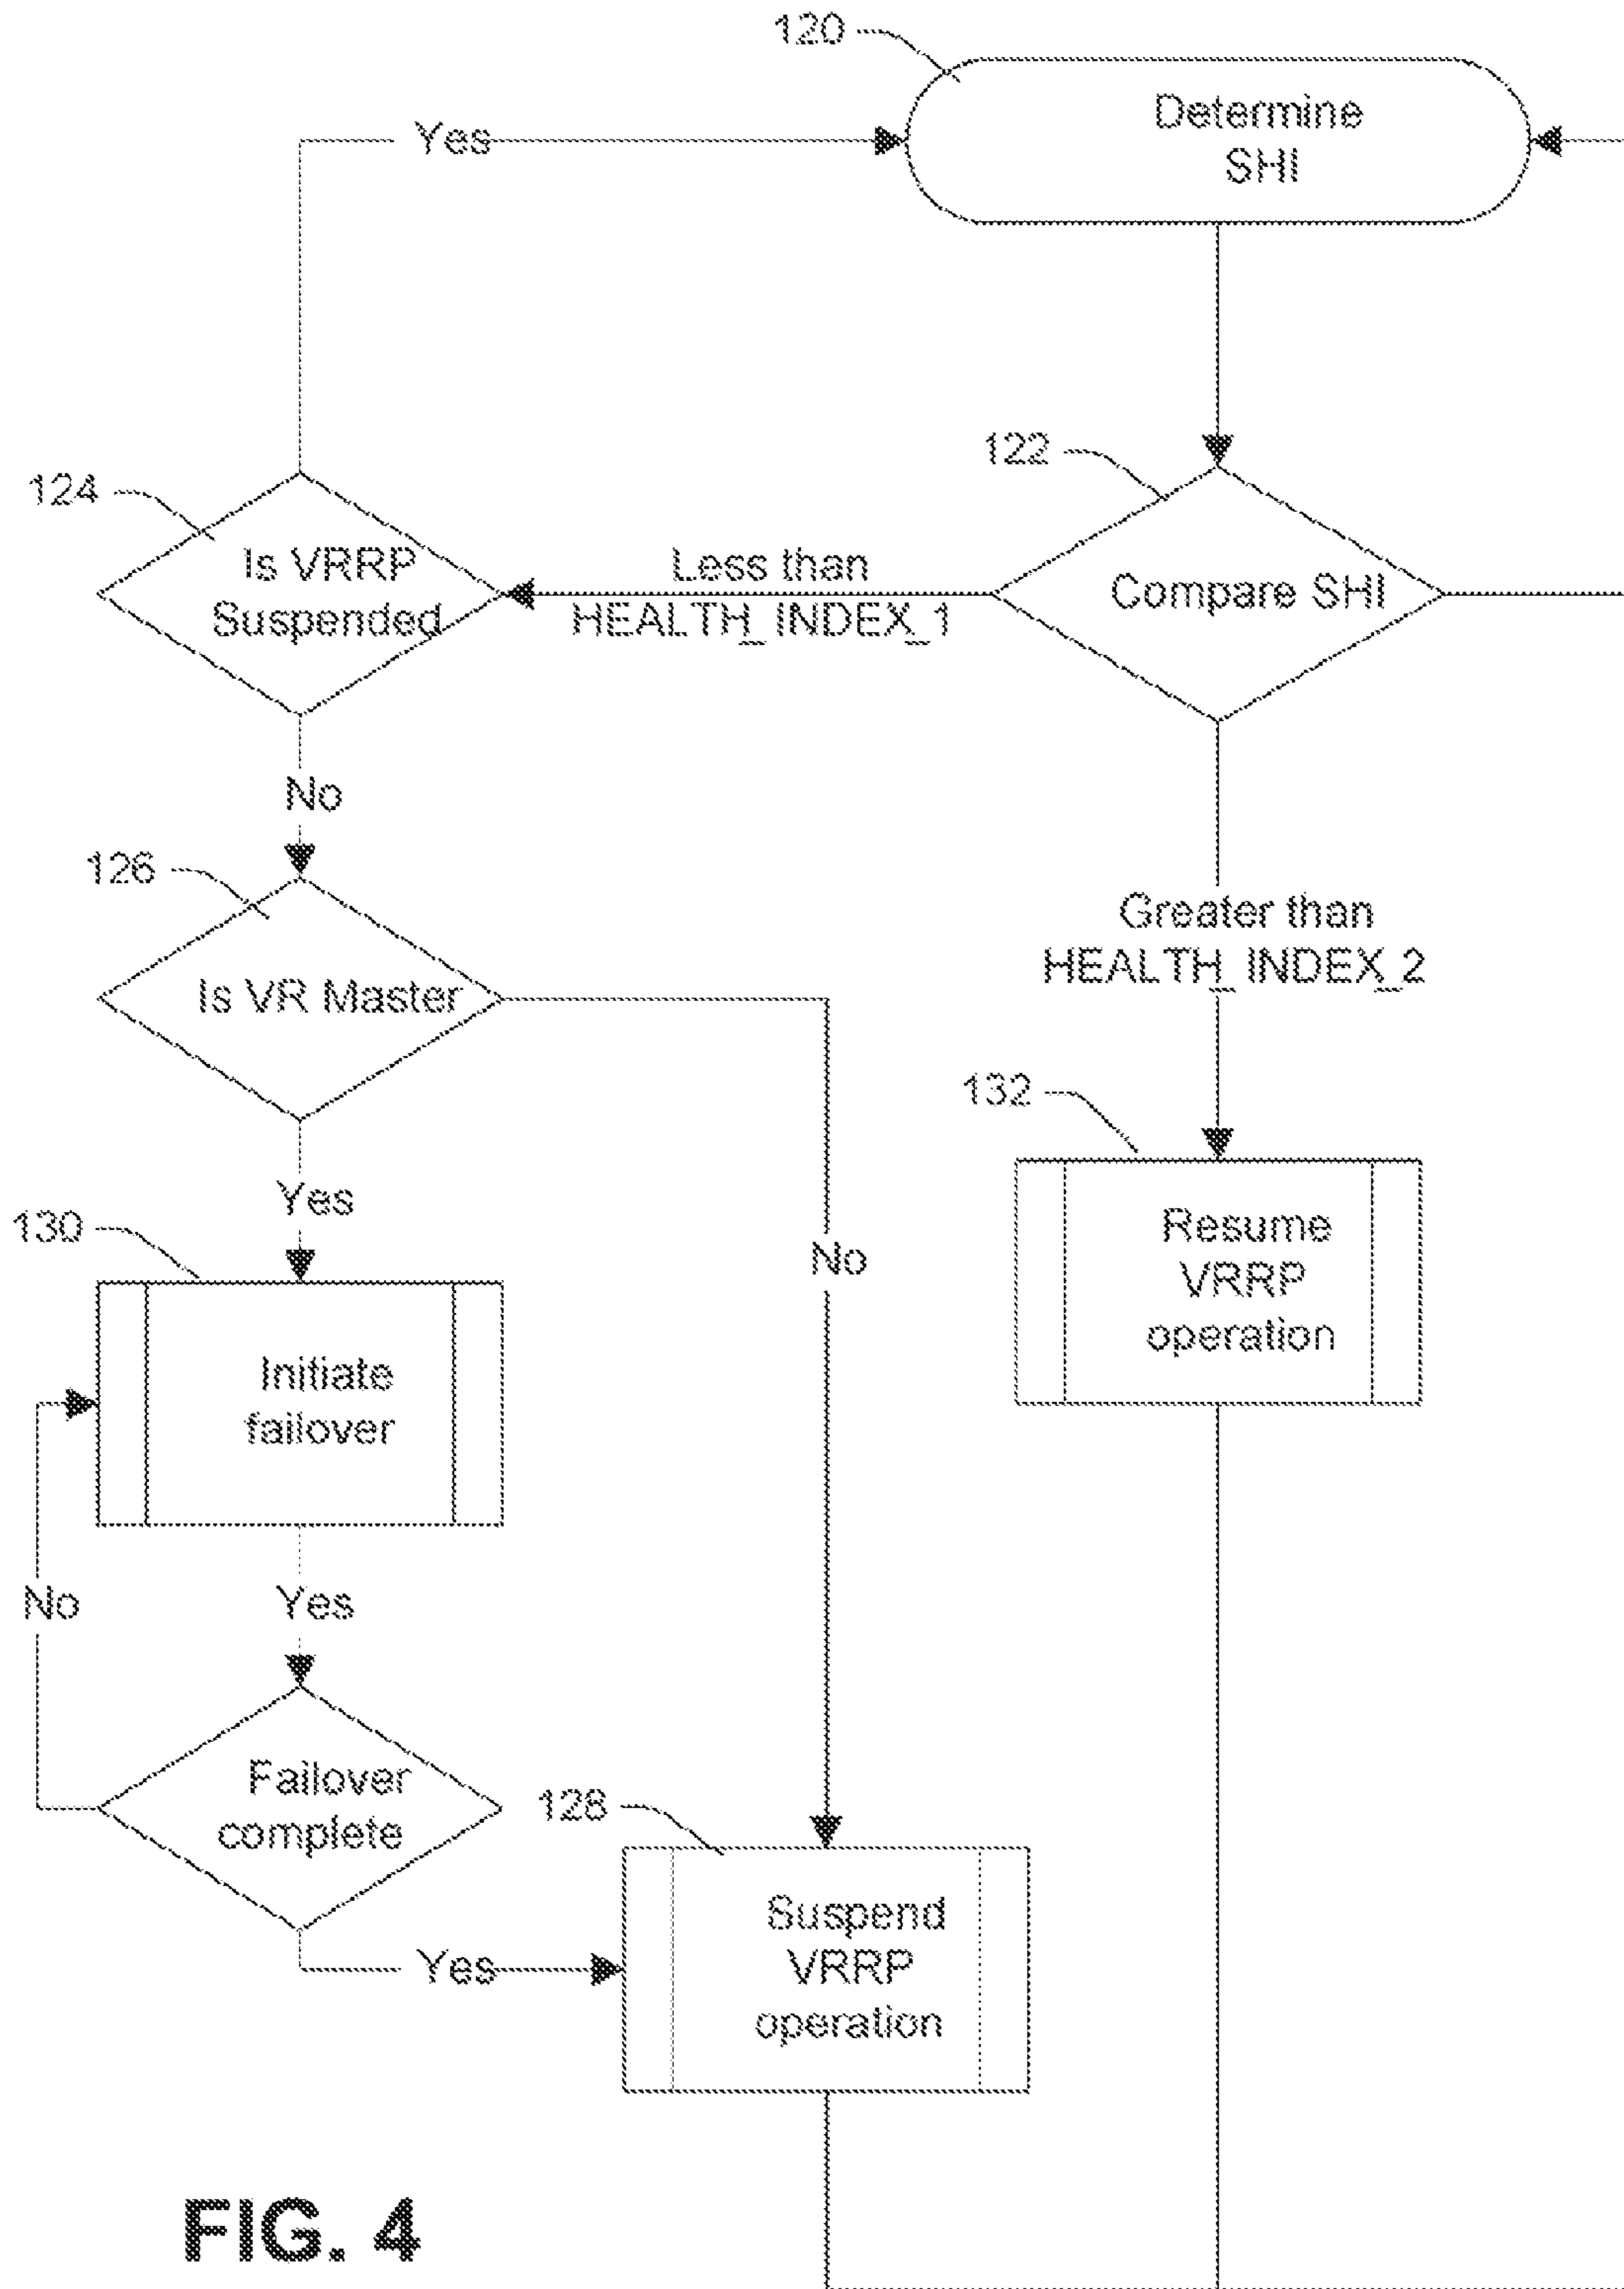 120
Determine
SHI
Yes
122
124
Is VRRP
Suspended
Less than
HEALTH_INDEX_1
Compare SHI
No
126
Is VR Master
Greater than
HEALTH_INDEX_2
132
Yes
130
No
Resume
VRRP
operation
Initiate
failover
No
Yes
Failover
complete
128
Yes
Suspend
VRRP
operation
FIG. 4